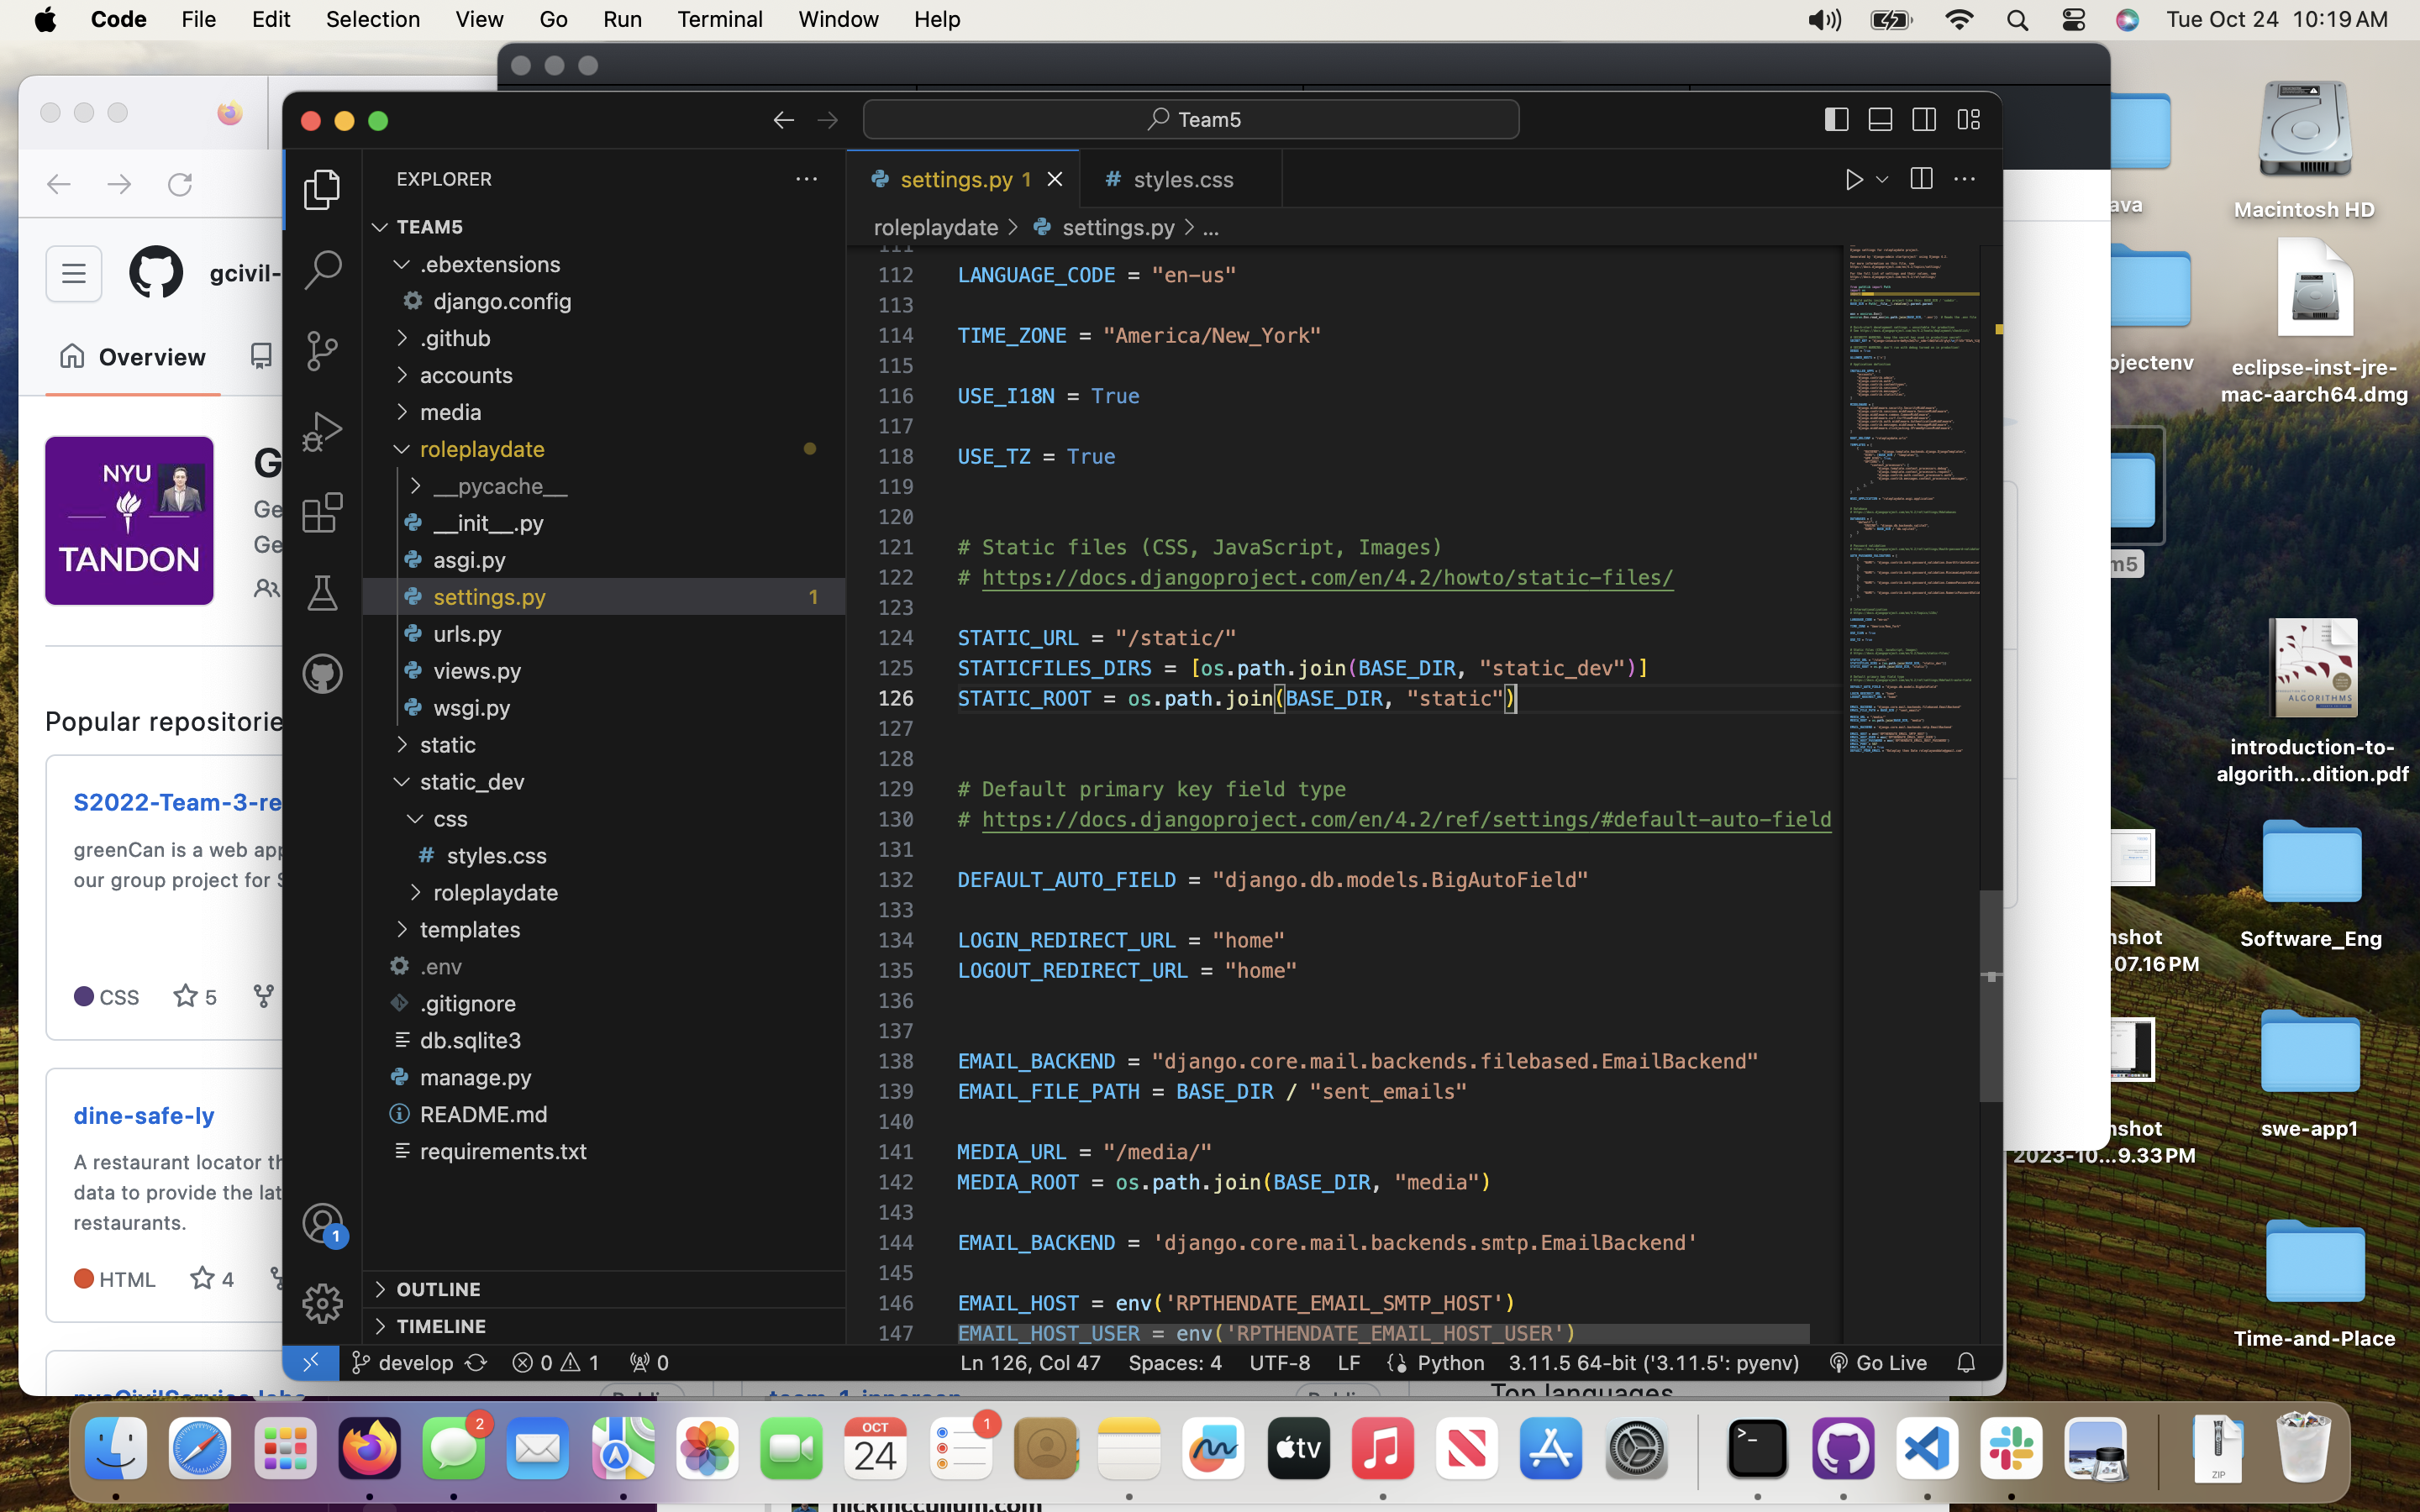 Code File Edit Selection View Go Run Terminal Window Help
Tue Oct 24 10:19 AM
Team5
gcivil-
Overview
NYU
TANDON
G
Ge
Ge
Popular repositorie
S2022-Team-3-re
greenCan is a web app
our group project for S
CSS 5
dine-safe-ly
A restaurant locator th
data to provide the lat
restaurants.
HTML 4
EXPLORER
TEAM5
.ebextensions
django.config
.github
accounts
media
roleplaydate
__pycache__
__init__.py
asgi.py
settings.py 1
urls.py
views.py
wsgi.py
static
static_dev
css
# styles.css
roleplaydate
templates
.env
.gitignore
db.sqlite3
manage.py
README.md
requirements.txt
OUTLINE
TIMELINE
1
settings.py 1
# styles.css
roleplaydate > settings.py > ...
111
112 LANGUAGE_CODE = "en-us"
113
114 TIME_ZONE = "America/New_York"
115
116 USE_I18N = True
117
118 USE_TZ = True
119
120
121 # Static files (CSS, JavaScript, Images)
122 # https://docs.djangoproject.com/en/4.2/howto/static-files/
123
124 STATIC_URL = "/static/"
125 STATICFILES_DIRS = [os.path.join(BASE_DIR, "static_dev")]
126 STATIC_ROOT = os.path.join(BASE_DIR, "static")
127
128
129 # Default primary key field type
130 # https://docs.djangoproject.com/en/4.2/ref/settings/#default-auto-field
131
132 DEFAULT_AUTO_FIELD = "django.db.models.BigAutoField"
133
134 LOGIN_REDIRECT_URL = "home"
135 LOGOUT_REDIRECT_URL = "home"
136
137
138 EMAIL_BACKEND = "django.core.mail.backends.filebased.EmailBackend"
139 EMAIL_FILE_PATH = BASE_DIR / "sent_emails"
140
141 MEDIA_URL = "/media/"
142 MEDIA_ROOT = os.path.join(BASE_DIR, "media")
143
144 EMAIL_BACKEND = 'django.core.mail.backends.smtp.EmailBackend'
145
146 EMAIL_HOST = env('RPTHENDATE_EMAIL_SMTP_HOST')
147 EMAIL_HOST_USER = env('RPTHENDATE_EMAIL_HOST_USER')
develop 0 1 0
Ln 126, Col 47 Spaces: 4 UTF-8 LF Python 3.11.5 64-bit ('3.11.5': pyenv) Go Live
Top languages
ava
Macintosh HD
ojectenv
eclipse-inst-jre-
mac-aarch64.dmg
m5
ALGORITHMS
introduction-to-
algorith...dition.pdf
nshot
.07.16 PM
Software_Eng
nshot
2023-10...9.33 PM
swe-app1
Time-and-Place
2
OCT
24
1
tv
ZIP